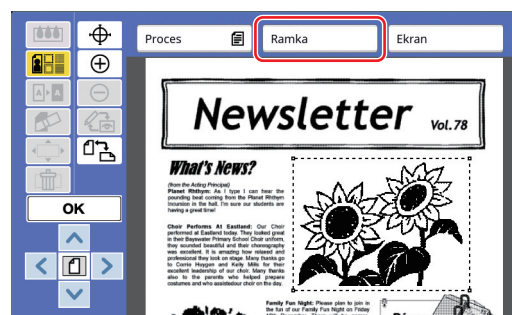 Proces
Ramka
Ekran
A A
OK
Newsletter Vol. 78
What's News?
(from the Acting Principa)
Planet Rhthym: As I type I can hear the
pounding beat coming from the Planet Rhthym
incursion in the hall. I'm sure our students are
having a great time!
Choir Performs At Eastland: Our Choir
performed at Eastland today. They looked great
in their Bayswater Primary School Choir uniform,
they sounded beautiful and their choreography
was excellent. It is amazing how relaxed and
professional they look on stage. Many thanks go
to Corrie Huygen and Kelly Mills for their
excellent leadership of our choir. Many thanks
also to the parents who helped prepare
costumes and who assistedour choir on the day.
Family Fun Night: Please plan to join in
the fun of our Family Fun Night on Friday